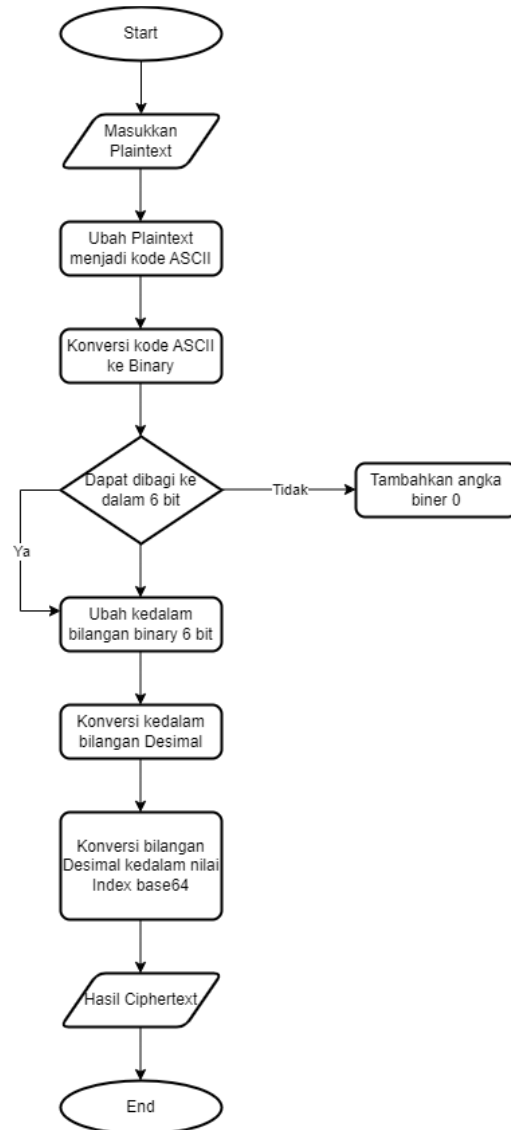 Start
Masukkan
Plaintext
Ubah Plaintext
menjadi kode ASCII
Konversi kode ASCII
ke Binary
Dapat dibagi ke
dalam 6 bit
Tidak
Tambahkan angka
biner 0
Ya
Ubah kedalam
bilangan binary 6 bit
Konversi kedalam
bilangan Desimal
Konversi bilangan
Desimal kedalam nilai
Index base64
Hasil Ciphertext
End